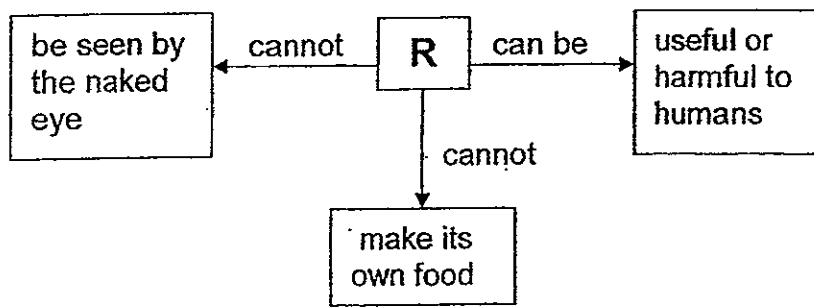 be seen by
the naked
eye
cannot
R
can be
useful or
harmful to
humans
cannot
make its
own food